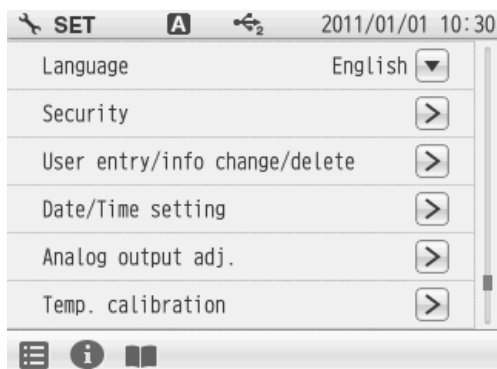 SET A 2 2011/01/01 10:30
Language English
Security
User entry/info change/delete
Date/Time setting
Analog output adj.
Temp. calibration